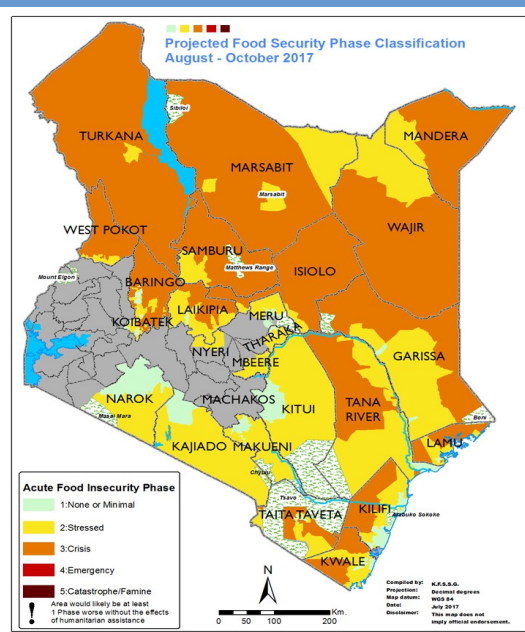 Projected Food Security Phase Classification
August - October 2017
Sibiloi
MANDERA
TURKANA
MARSABIT
Marsabit
WAJIR
WEST POKOT
SAMBURU
Matthews Range
ISIOLO
Mount Elgon
BARINGO
LAIKIPIA
MERU
KOIBATEK
THARAKA
NYERI
MBEERE
GARISSA
NAROK
MACHAKOS
KITUI
TANA
RIVER
Masai Mara
Boni
LAMU
KAJIADO
MAKUENI
Chyulu
Tsavo
TAITA TAVETA
KILIFI
Arabuko Sokoke
KWALE
Acute Food Insecurity Phase
1:None or Minimal
2:Stressed
3:Crisis
4:Emergency
5:Catastrophe/Famine
! Area would likely be at least
1 Phase worse without the effects
of humanitarian assistance
N
0 50 100 200 Km.
Compiled by: K.F.S.S.G.
Projection: Decimal degrees
Map datum: WGS 84
Date: July 2017
Disclaimer: This map does not
imply official endorsement.